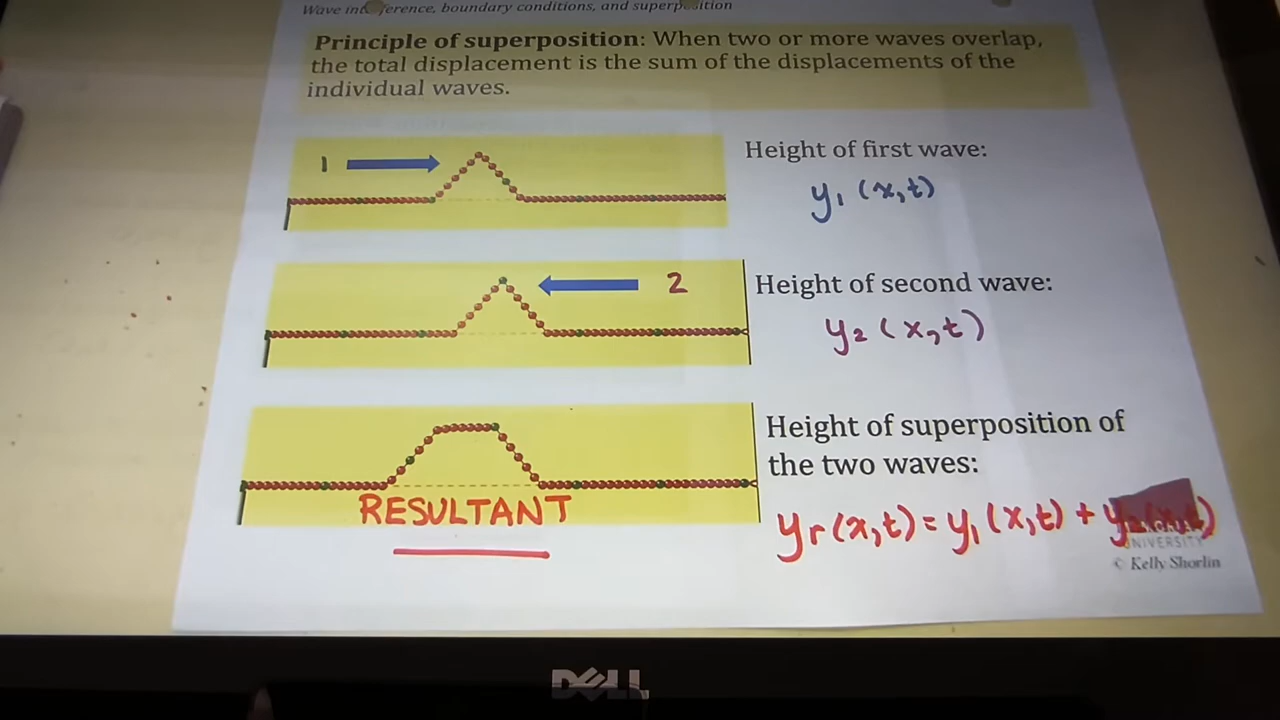 Wave interference, boundary conditions, and superposition
Principle of superposition: When two or more waves overlap,
the total displacement is the sum of the displacements of the
individual waves.
1
Height of first wave:
y₁ (x,t)
2
Height of second wave:
y₂ (x,t)
Height of superposition of
the two waves:
RESULTANT
yr(x,t) = y₁(x,t) + y₂(x,t)
UNIVERSITY
© Kelly Shorlin
DELL